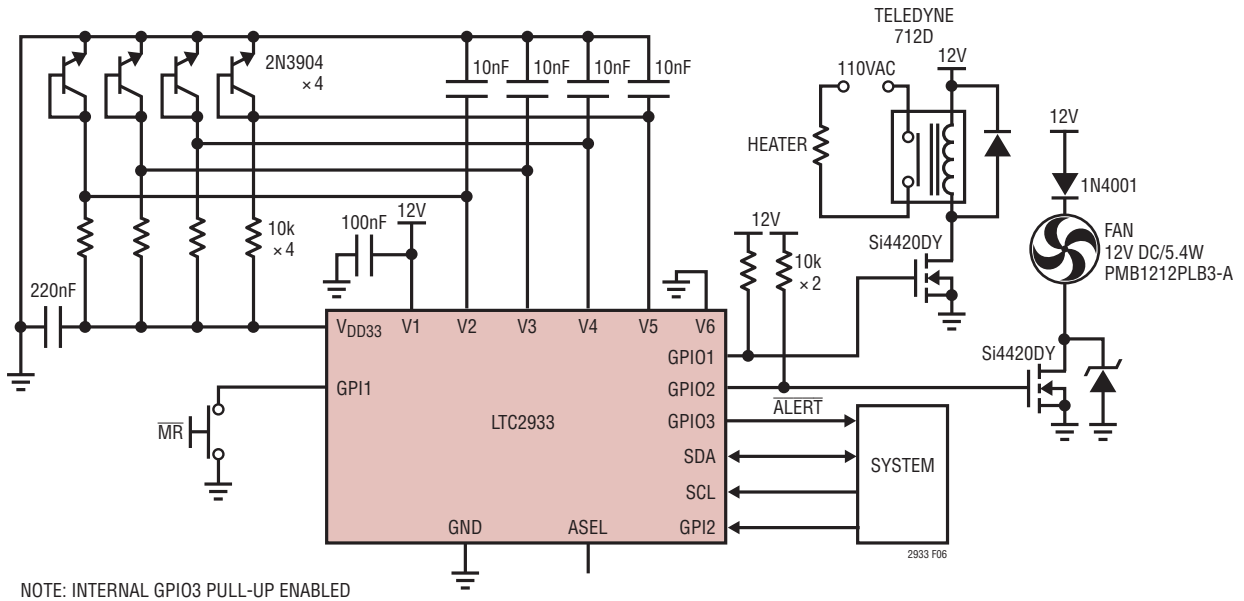 TELEDYNE
712D
12V
110VAC
HEATER
2N3904
×4
10nF
10nF
10nF
10nF
12V
1N4001
FAN
12V DC/5.4W
PMB1212PLB3-A
10k
×4
100nF
12V
12V
10k
×2
Si4420DY
220nF
Si4420DY
VDD33
V1
V2
V3
V4
V5
V6
GPIO1
GPIO2
GPIO3
SDA
SCL
GPI2
GPI1
LTC2933
GND
ASEL
MR
ALERT
SYSTEM
2933 F06
NOTE: INTERNAL GPIO3 PULL-UP ENABLED